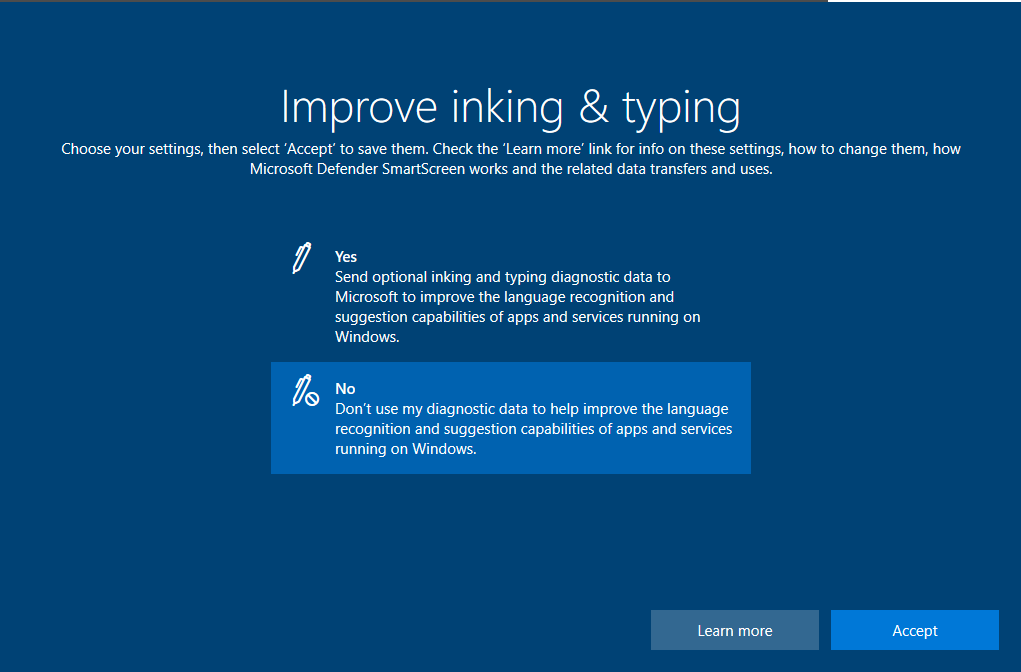 Improve inking & typing
Choose your settings, then select ‘Accept’ to save them. Check the ‘Learn more’ link for info on these settings, how to change them, how
Microsoft Defender SmartScreen works and the related data transfers and uses.
Yes
Send optional inking and typing diagnostic data to
Microsoft to improve the language recognition and
suggestion capabilities of apps and services running on
Windows.
No
Don’t use my diagnostic data to help improve the language
recognition and suggestion capabilities of apps and services
running on Windows.
Learn more
Accept